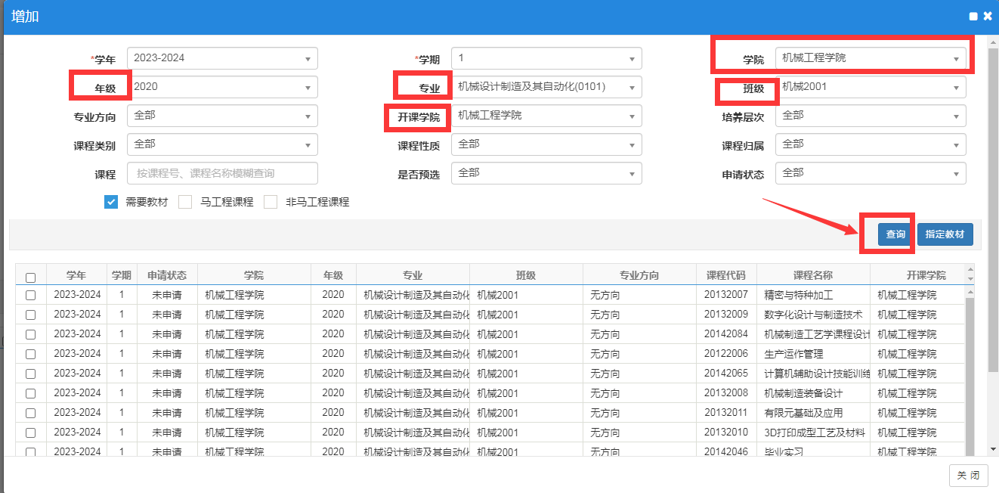 增加
*学年 2023-2024 *学期 1 学院 机械工程学院
年级 2020 专业 机械设计制造及其自动化(0101) 班级 机械2001
专业方向 全部 开课学院 机械工程学院 培养层次 全部
课程类别 全部 课程性质 全部 课程归属 全部
课程 按课程号、课程名称模糊查询 是否预选 全部 申请状态 全部
需要教材 马工程课程 非马工程课程
查询 指定教材
学年 学期 申请状态 学院 年级 专业 班级 专业方向 课程代码 课程名称 开课学院
2023-2024 1 未申请 机械工程学院 2020 机械设计制造及其自动化 机械2001 无方向 20132007 精密与特种加工 机械工程学院
2023-2024 1 未申请 机械工程学院 2020 机械设计制造及其自动化 机械2001 无方向 20132009 数字化设计与制造技术 机械工程学院
2023-2024 1 未申请 机械工程学院 2020 机械设计制造及其自动化 机械2001 无方向 20142084 机械制造工艺学课程设计 机械工程学院
2023-2024 1 未申请 机械工程学院 2020 机械设计制造及其自动化 机械2001 无方向 20122006 生产运作管理 机械工程学院
2023-2024 1 未申请 机械工程学院 2020 机械设计制造及其自动化 机械2001 无方向 20142065 计算机辅助设计技能训练 机械工程学院
2023-2024 1 未申请 机械工程学院 2020 机械设计制造及其自动化 机械2001 无方向 20132008 机械制造装备设计 机械工程学院
2023-2024 1 未申请 机械工程学院 2020 机械设计制造及其自动化 机械2001 无方向 20132011 有限元基础及应用 机械工程学院
2023-2024 1 未申请 机械工程学院 2020 机械设计制造及其自动化 机械2001 无方向 20132010 3D打印成型工艺及材料 机械工程学院
2023-2024 1 未申请 机械工程学院 2020 机械设计制造及其自动化 机械2001 无方向 20142046 毕业实习 机械工程学院
关 闭